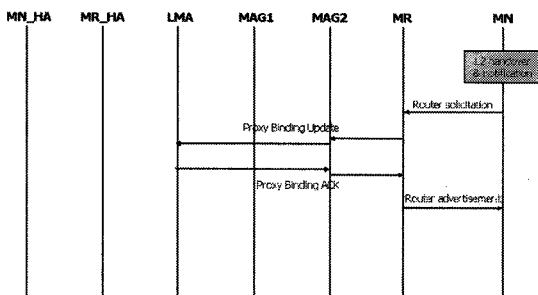 MN_HA MR_HA LMA MAG1 MAG2 MR MN
L2 handover
& notification
Router solicitation
Proxy Binding Update
Proxy Binding ACK
Router advertisement